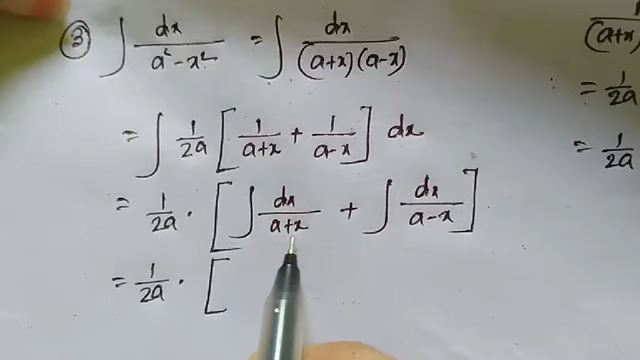 ③ ∫ dx/(a²-x²) = ∫ dx/((a+x)(a-x))
= ∫ 1/2a [1/(a+x) + 1/(a-x)] dx
= 1/2a · [∫ dx/(a+x) + ∫ dx/(a-x)]
= 1/2a · [
(a+x)
= 1/2a
= 1/2a